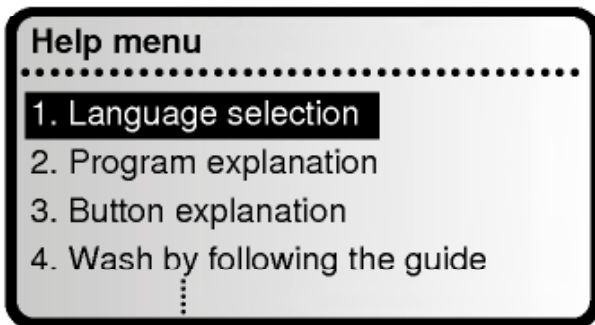 Help menu
1. Language selection
2. Program explanation
3. Button explanation
4. Wash by following the guide